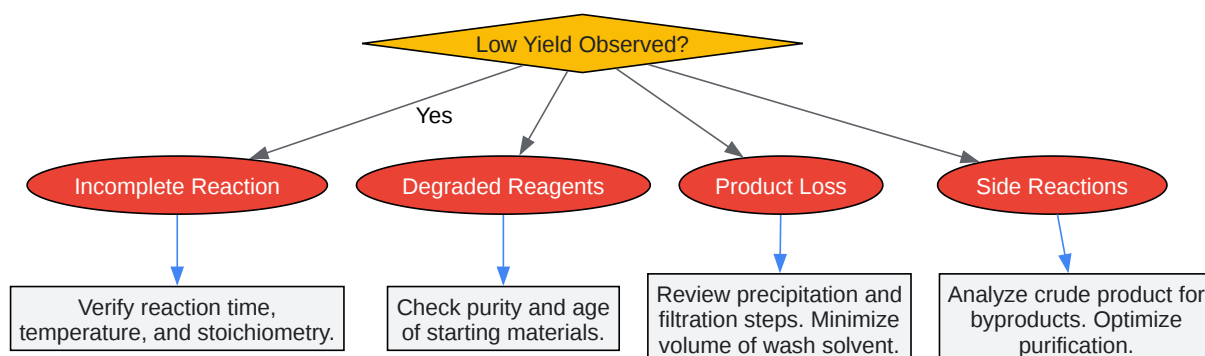 Low Yield Observed?
Yes
Incomplete Reaction
Degraded Reagents
Product Loss
Side Reactions
Verify reaction time,
temperature, and stoichiometry.
Check purity and age
of starting materials.
Review precipitation and
filtration steps. Minimize
volume of wash solvent.
Analyze crude product for
byproducts. Optimize
purification.